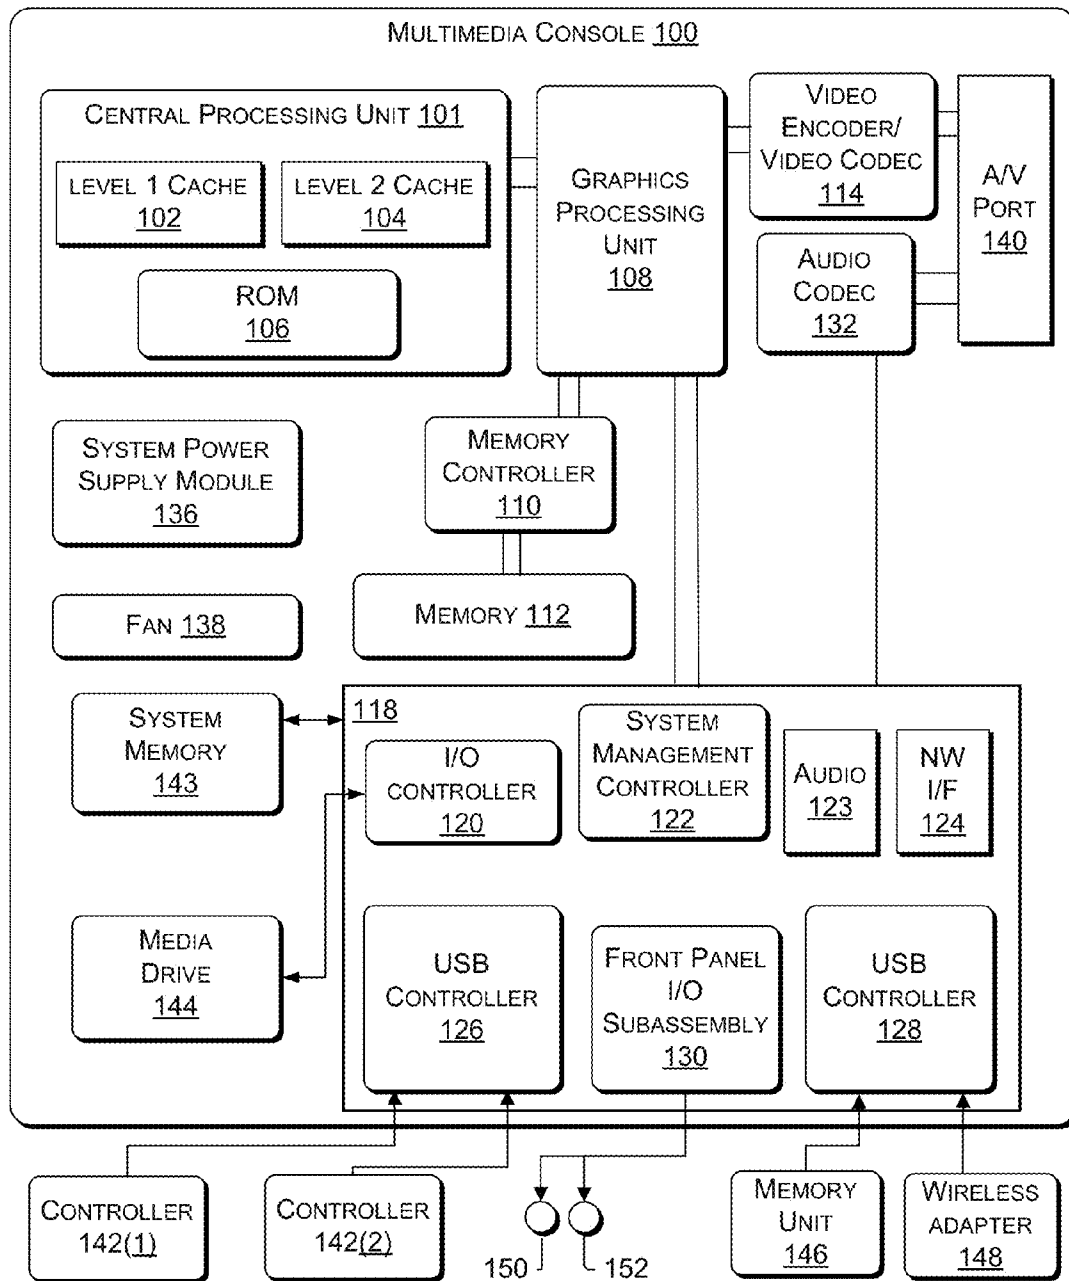 MULTIMEDIA CONSOLE 100
CENTRAL PROCESSING UNIT 101
LEVEL 1 CACHE
102
LEVEL 2 CACHE
104
ROM
106
GRAPHICS
PROCESSING
UNIT
108
VIDEO
ENCODER/
VIDEO CODEC
114
A/V
PORT
140
AUDIO
CODEC
132
SYSTEM POWER
SUPPLY MODULE
136
MEMORY
CONTROLLER
110
MEMORY 112
FAN 138
SYSTEM
MEMORY
143
118
I/O
CONTROLLER
120
SYSTEM
MANAGEMENT
CONTROLLER
122
AUDIO
123
NW
I/F
124
MEDIA
DRIVE
144
USB
CONTROLLER
126
FRONT PANEL
I/O
SUBASSEMBLY
130
USB
CONTROLLER
128
CONTROLLER
142(1)
CONTROLLER
142(2)
150
152
MEMORY
UNIT
146
WIRELESS
ADAPTER
148